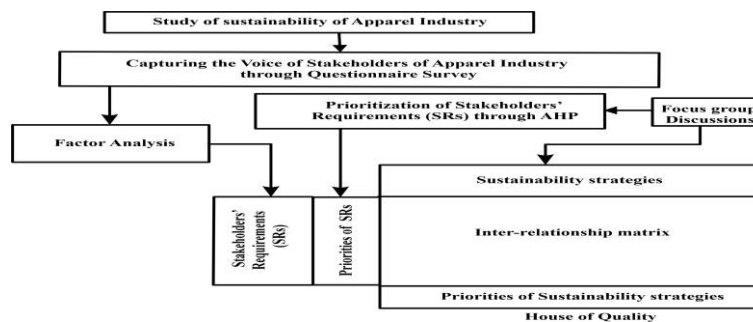 Study of sustainability of Apparel Industry
Capturing the Voice of Stakeholders of Apparel Industry
through Questionnaire Survey
Prioritization of Stakeholders'
Requirements (SRs) through AHP
Focus group
Discussions
Factor Analysis
Stakeholders'
Requirements
(SRs)
Priorities of SRs
Sustainability strategies
Inter-relationship matrix
Priorities of Sustainability strategies
House of Quality